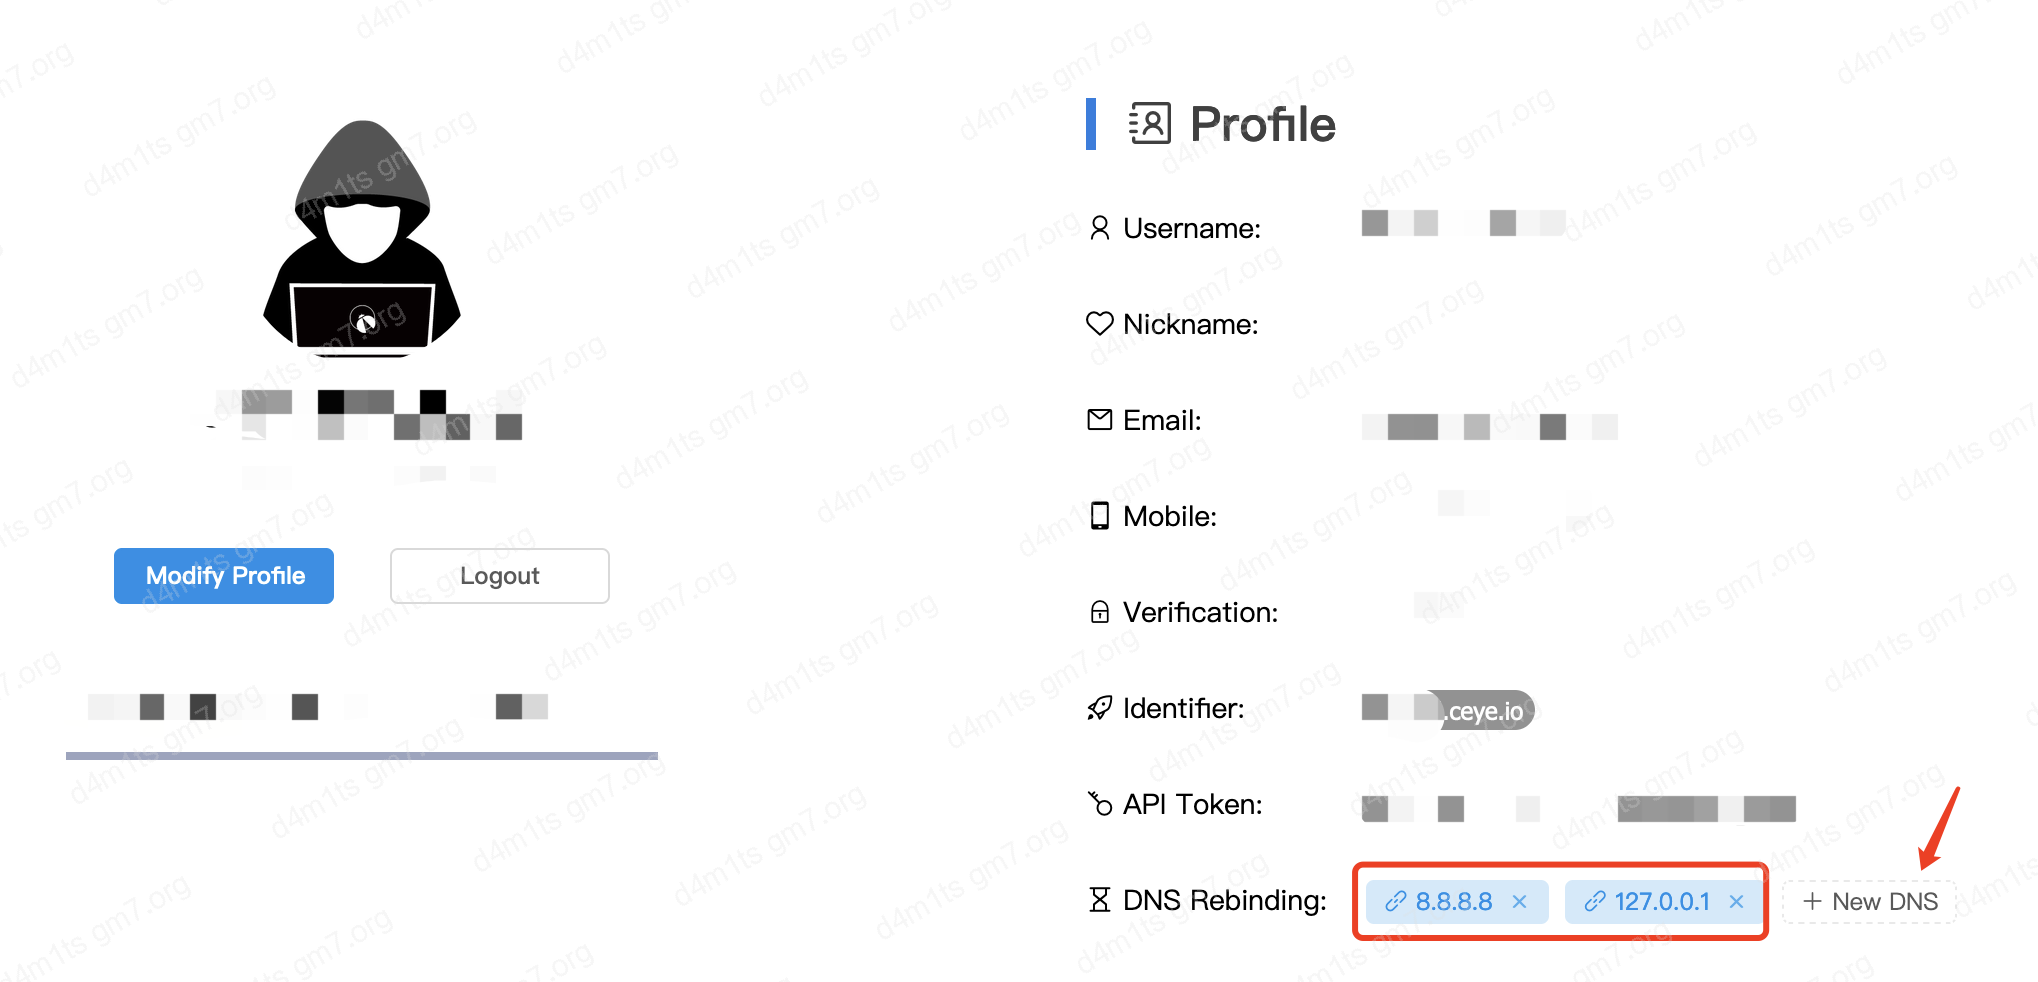 Profile
Username:
Nickname:
Email:
Mobile:
Modify Profile
Logout
Verification:
Identifier: .ceye.io
API Token:
DNS Rebinding: 8.8.8.8 × 127.0.0.1 × + New DNS
d4m1ts gm7.org